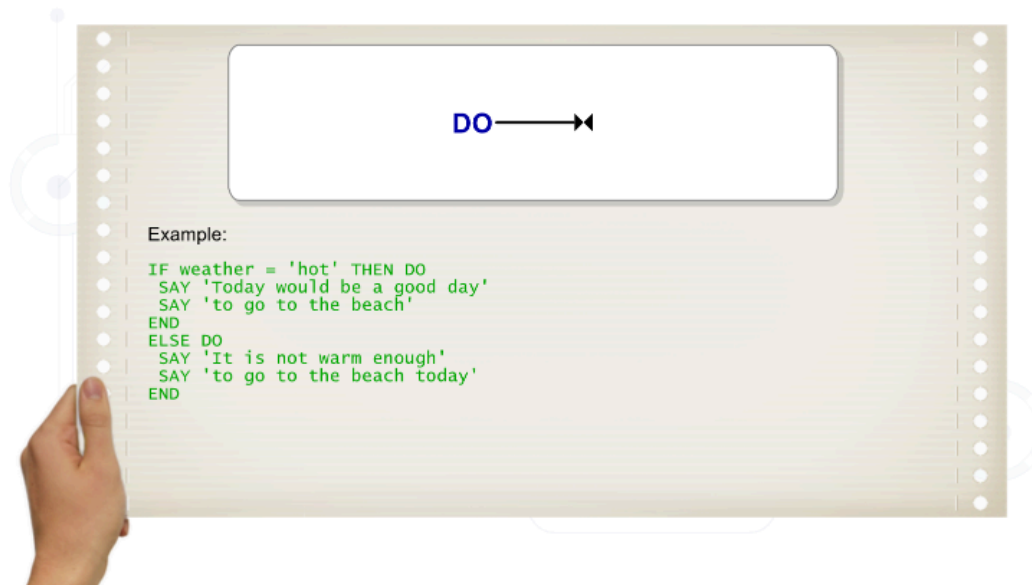 DO
Example:
IF weather = 'hot' THEN DO
SAY 'Today would be a good day'
SAY 'to go to the beach'
END
ELSE DO
SAY 'It is not warm enough'
SAY 'to go to the beach today'
END